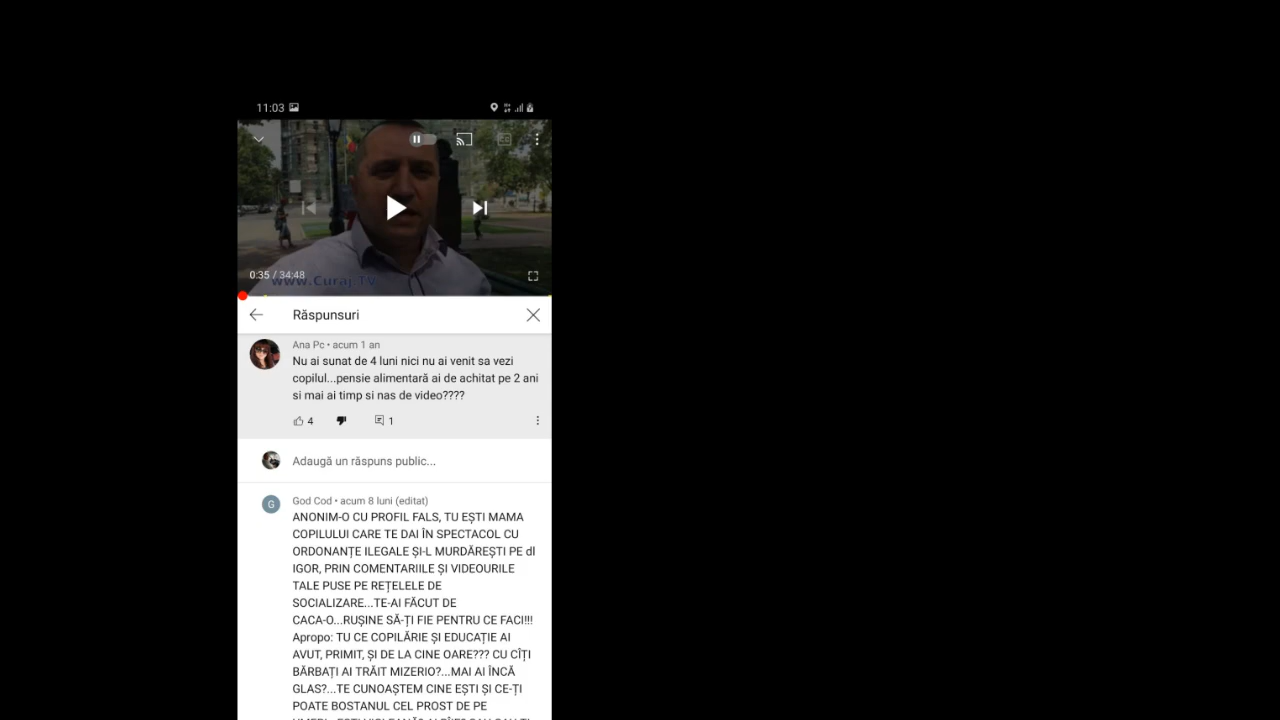 11:03
0:35 / 34:48
www.Curaj.TV
Răspunsuri
Ana Pc • acum 1 an
Nu ai sunat de 4 luni nici nu ai venit sa vezi
copilul...pensie alimentară ai de achitat pe 2 ani
si mai ai timp si nas de video????
4
1
Adaugă un răspuns public...
G
God Cod • acum 8 luni (editat)
ANONIM-O CU PROFIL FALS, TU EȘTI MAMA
COPILULUI CARE TE DAI ÎN SPECTACOL CU
ORDONANȚE ILEGALE ȘI-L MURDĂREȘTI PE dl
IGOR, PRIN COMENTARIILE ȘI VIDEOURILE
TALE PUSE PE REȚELELE DE
SOCIALIZARE...TE-AI FĂCUT DE
CACA-O...RUȘINE SĂ-ȚI FIE PENTRU CE FACI!!!
Apropo: TU CE COPILĂRIE ȘI EDUCAȚIE AI
AVUT, PRIMIT, ȘI DE LA CINE OARE??? CU CÎȚI
BĂRBAȚI AI TRĂIT MIZERIO?...MAI AI ÎNCĂ
GLAS?...TE CUNOAȘTEM CINE EȘTI ȘI CE-ȚI
POATE BOSTANUL CEL PROST DE PE